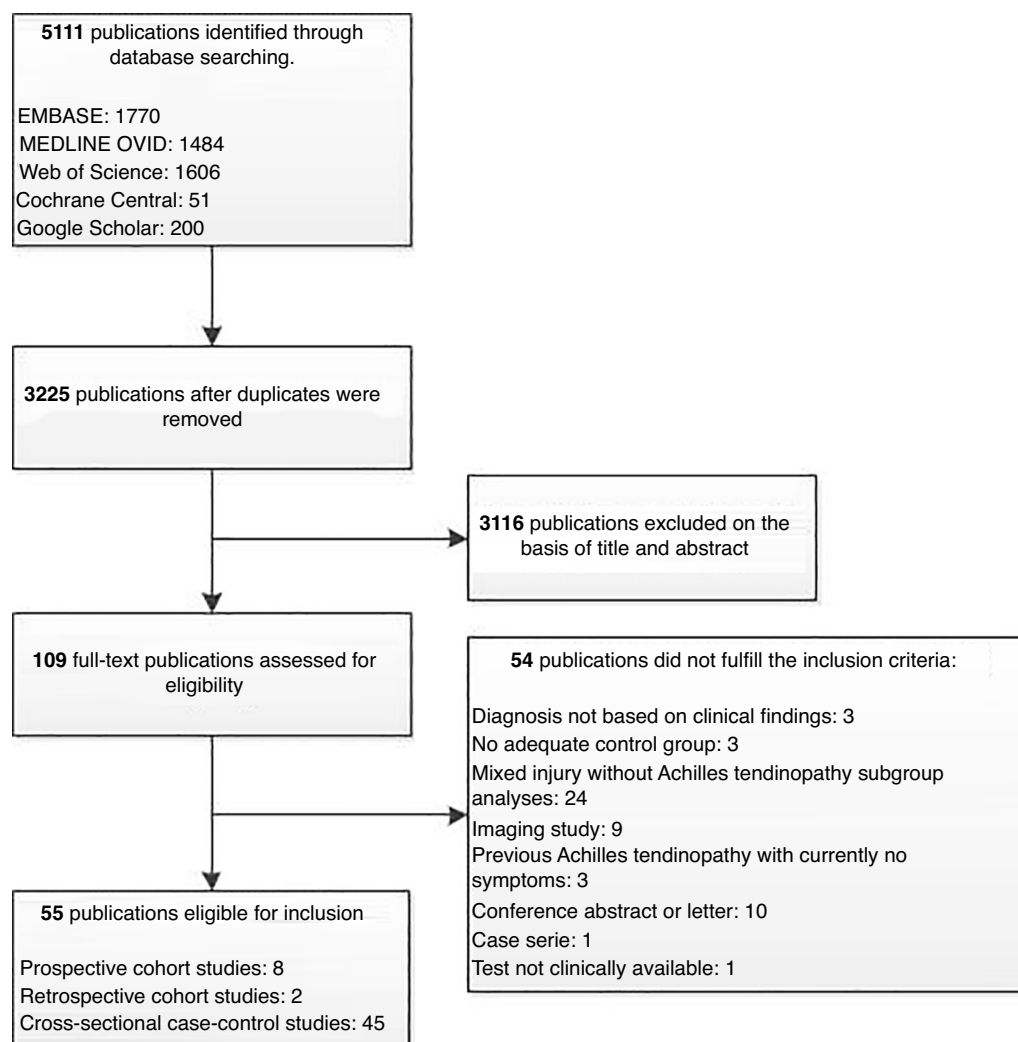 5111 publications identified through
database searching.
EMBASE: 1770
MEDLINE OVID: 1484
Web of Science: 1606
Cochrane Central: 51
Google Scholar: 200
3225 publications after duplicates were
removed
3116 publications excluded on the
basis of title and abstract
109 full-text publications assessed for
eligibility
54 publications did not fulfill the inclusion criteria:
Diagnosis not based on clinical findings: 3
No adequate control group: 3
Mixed injury without Achilles tendinopathy subgroup
analyses: 24
Imaging study: 9
Previous Achilles tendinopathy with currently no
symptoms: 3
Conference abstract or letter: 10
Case serie: 1
Test not clinically available: 1
55 publications eligible for inclusion
Prospective cohort studies: 8
Retrospective cohort studies: 2
Cross-sectional case-control studies: 45